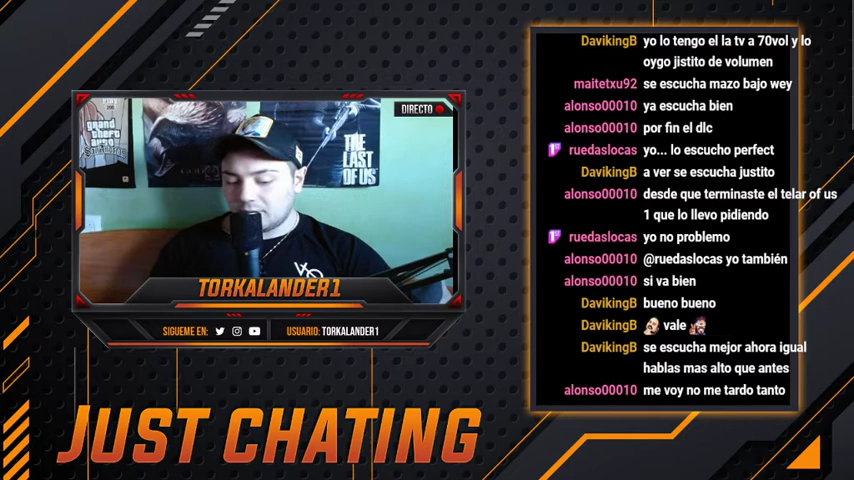 grand
theft
auto
THE
LAST
OF US
DIRECTO
TORKALANDER1
SIGUEME EN:
USUARIO: TORKALANDER1
JUST CHATING
DavikingB yo lo tengo el la tv a 70vol y lo
oygo jistito de volumen
maitetxu92 se escucha mazo bajo wey
alonso00010 ya escucha bien
alonso00010 por fin el dlc
ruedaslocas yo... lo escucho perfect
DavikingB a ver se escucha justito
alonso00010 desde que terminaste el telar of us
1 que lo llevo pidiendo
ruedaslocas yo no problemo
alonso00010 @ruedaslocas yo también
alonso00010 si va bien
DavikingB bueno bueno
DavikingB vale
DavikingB se escucha mejor ahora igual
hablas mas alto que antes
alonso00010 me voy no me tardo tanto